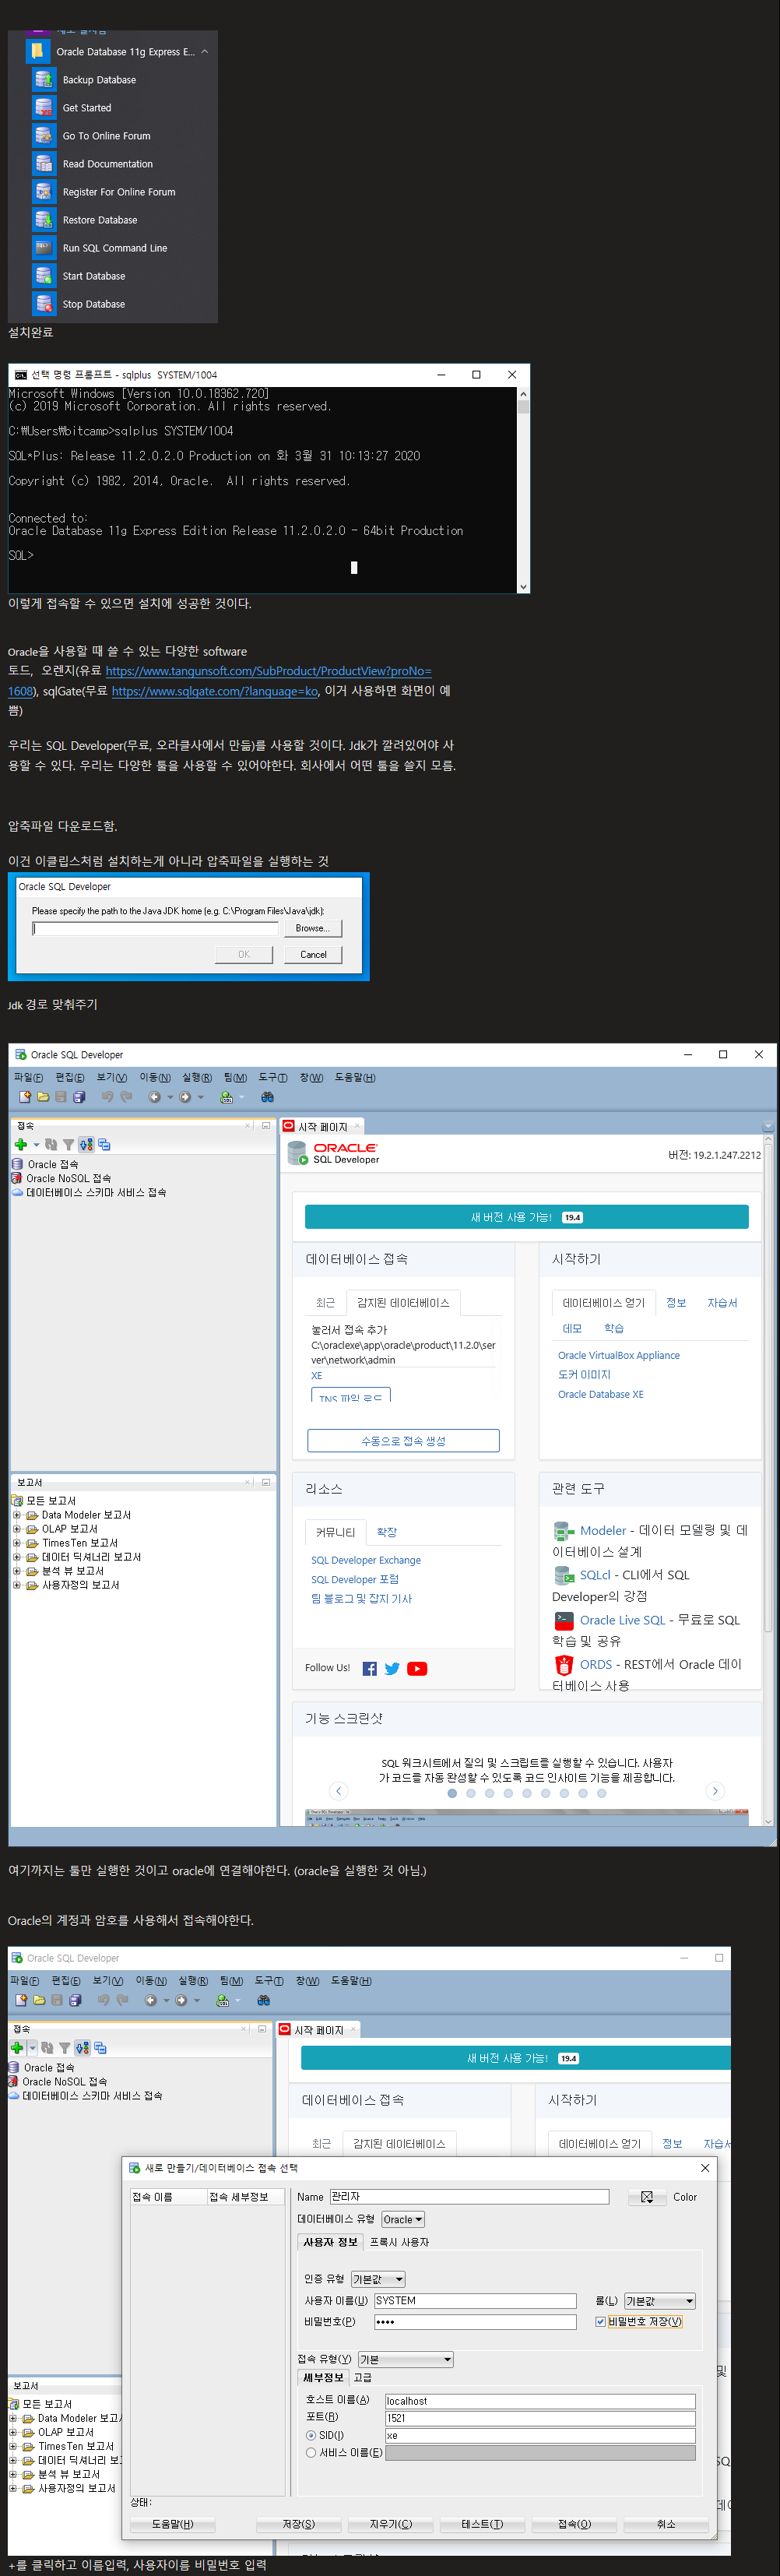 Oracle Database 11g Express E...
Backup Database
Get Started
Go To Online Forum
Read Documentation
Register For Online Forum
Restore Database
Run SQL Command Line
Start Database
Stop Database
설치완료
선택 명령 프롬프트 - sqlplus SYSTEM/1004
Microsoft Windows [Version 10.0.18362.720]
(c) 2019 Microsoft Corporation. All rights reserved.
C:₩Users₩bitcamp>sqlplus SYSTEM/1004
SQL*Plus: Release 11.2.0.2.0 Production on 화 3월 31 10:13:27 2020
Copyright (c) 1982, 2014, Oracle. All rights reserved.
Connected to:
Oracle Database 11g Express Edition Release 11.2.0.2.0 - 64bit Production
SQL>
이렇게 접속할 수 있으면 설치에 성공한 것이다.
Oracle을 사용할 때 쓸 수 있는 다양한 software
토드, 오렌지(유료 https://www.tangunsoft.com/SubProduct/ProductView?proNo=
1608), sqlGate(무료 https://www.sqlgate.com/?language=ko, 이거 사용하면 화면이 예
쁨)
우리는 SQL Developer(무료, 오라클사에서 만듦)를 사용할 것이다. Jdk가 깔려있어야 사
용할 수 있다. 우리는 다양한 툴을 사용할 수 있어야한다. 회사에서 어떤 툴을 쓸지 모름.
압축파일 다운로드함.
이건 이클립스처럼 설치하는게 아니라 압축파일을 실행하는 것
Oracle SQL Developer
Please specify the path to the Java JDK home (e.g. C:\Program Files\Java\jdk):
Browse...
OK Cancel
Jdk 경로 맞춰주기
Oracle SQL Developer
파일(F) 편집(E) 보기(V) 이동(N) 실행(R) 팀(M) 도구(T) 창(W) 도움말(H)
접속
시작 페이지
Oracle 접속
Oracle NoSQL 접속
데이터베이스 스키마 서비스 접속
ORACLE
SQL Developer
버전: 19.2.1.247.2212
새 버전 사용 가능! 19.4
데이터베이스 접속
최근 감지된 데이터베이스
눌러서 접속 추가
C:\oraclexe\app\oracle\product\11.2.0\ser
ver\network\admin
XE
TNS 파일 로드
수동으로 접속 생성
시작하기
데이터베이스 얻기 정보 자습서
데모 학습
Oracle VirtualBox Appliance
도커 이미지
Oracle Database XE
보고서
모든 보고서
Data Modeler 보고서
OLAP 보고서
TimesTen 보고서
데이터 딕셔너리 보고서
분석 뷰 보고서
사용자정의 보고서
리소스
커뮤니티 확장
SQL Developer Exchange
SQL Developer 포럼
팀 블로그 및 잡지 기사
Follow Us!
관련 도구
Modeler - 데이터 모델링 및 데
이터베이스 설계
SQLcl - CLI에서 SQL
Developer의 강점
Oracle Live SQL - 무료로 SQL
학습 및 공유
ORDS - REST에서 Oracle 데이
터베이스 사용
기능 스크린샷
SQL 워크시트에서 질의 및 스크립트를 실행할 수 있습니다. 사용자
가 코드를 자동 완성할 수 있도록 코드 인사이트 기능을 제공합니다.
여기까지는 툴만 실행한 것이고 oracle에 연결해야한다. (oracle을 실행한 것 아님.)
Oracle의 계정과 암호를 사용해서 접속해야한다.
Oracle SQL Developer
파일(F) 편집(E) 보기(V) 이동(N) 실행(R) 팀(M) 도구(T) 창(W) 도움말(H)
접속
시작 페이지
Oracle 접속
Oracle NoSQL 접속
데이터베이스 스키마 서비스 접속
새 버전 사용 가능! 19.4
데이터베이스 접속
시작하기
최근 감지된 데이터베이스
데이터베이스 얻기 정보 자습서
새로 만들기/데이터베이스 접속 선택
접속 이름 접속 세부정보
Name 관리자
Color
데이터베이스 유형 Oracle
사용자 정보 프록시 사용자
인증 유형 기본값
사용자 이름(U) SYSTEM
롤(L) 기본값
비밀번호(P) ••••
비밀번호 저장(V)
접속 유형(Y) 기본
세부정보 고급
호스트 이름(A) localhost
포트(R) 1521
SID(I) xe
서비스 이름(E)
상태:
도움말(H) 저장(S) 지우기(C) 테스트(T) 접속(O) 취소
보고서
모든 보고서
Data Modeler 보고서
OLAP 보고서
TimesTen 보고서
데이터 딕셔너리 보고
분석 뷰 보고서
사용자정의 보고서
+를 클릭하고 이름입력, 사용자이름 비밀번호 입력